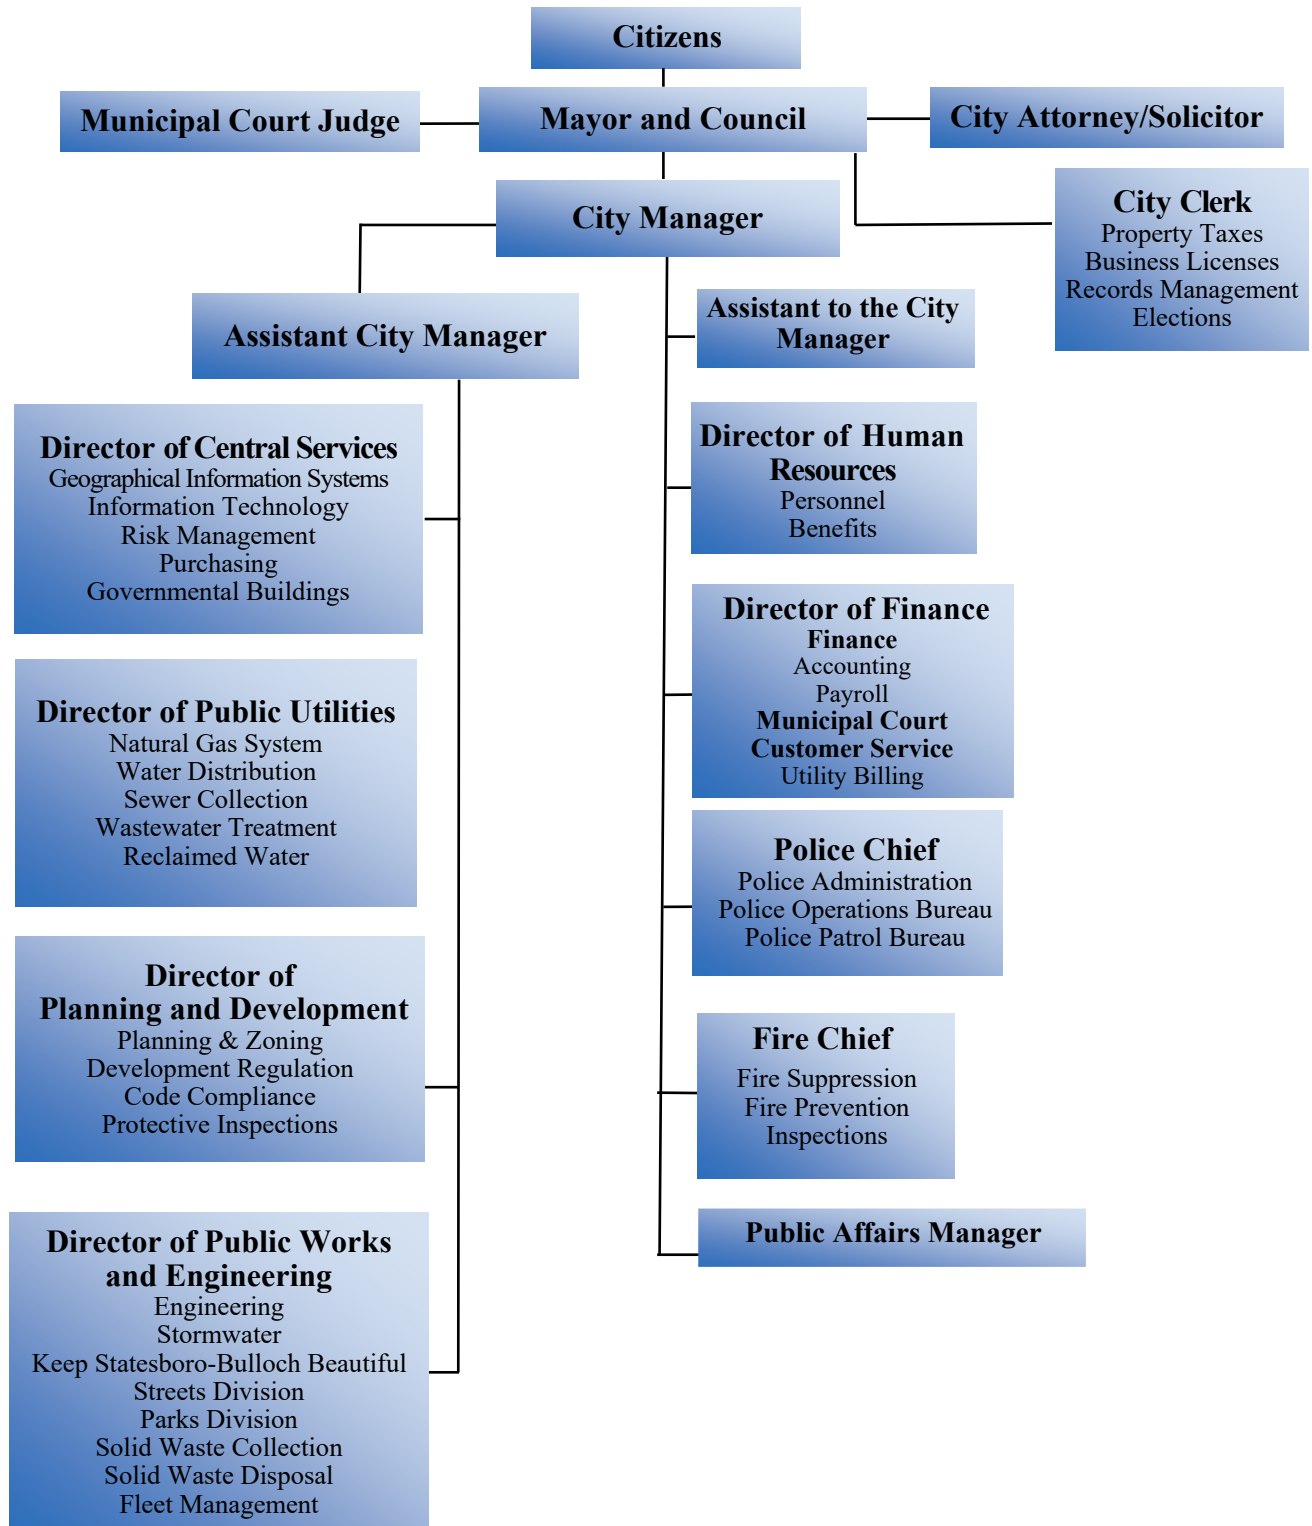 Citizens
Municipal Court Judge
Mayor and Council
City Attorney/Solicitor
City Manager
City Clerk
Property Taxes
Business Licenses
Records Management
Elections
Assistant City Manager
Assistant to the City
Manager
Director of Central Services
Geographical Information Systems
Information Technology
Risk Management
Purchasing
Governmental Buildings
Director of Human
Resources
Personnel
Benefits
Director of Finance
Finance
Accounting
Payroll
Municipal Court
Customer Service
Utility Billing
Director of Public Utilities
Natural Gas System
Water Distribution
Sewer Collection
Wastewater Treatment
Reclaimed Water
Police Chief
Police Administration
Police Operations Bureau
Police Patrol Bureau
Director of
Planning and Development
Planning & Zoning
Development Regulation
Code Compliance
Protective Inspections
Fire Chief
Fire Suppression
Fire Prevention
Inspections
Director of Public Works
and Engineering
Engineering
Stormwater
Keep Statesboro-Bulloch Beautiful
Streets Division
Parks Division
Solid Waste Collection
Solid Waste Disposal
Fleet Management
Public Affairs Manager